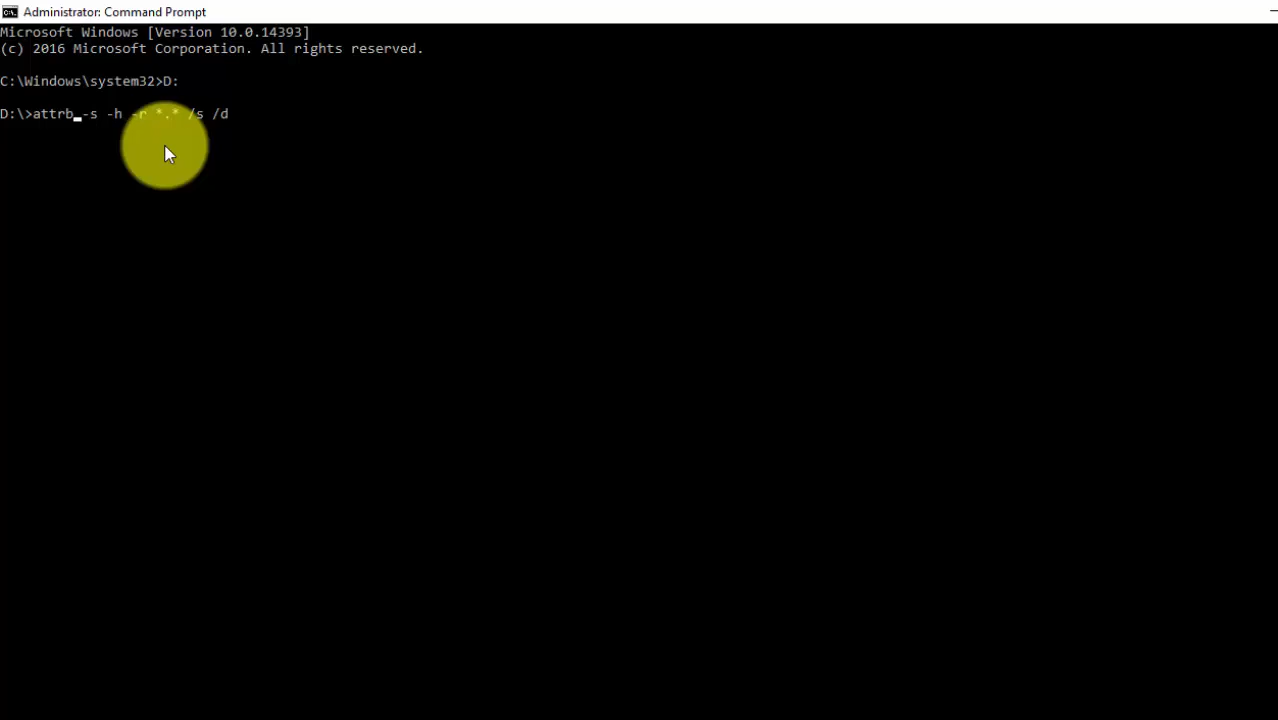 Administrator: Command Prompt
Microsoft Windows [Version 10.0.14393]
(c) 2016 Microsoft Corporation. All rights reserved.
C:\Windows\system32>D:
D:\>attrb -s -h -r *.* /s /d